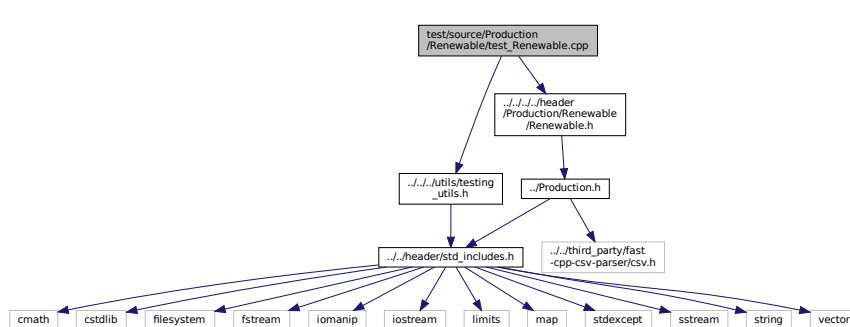 test/source/Production
/Renewable/test_Renewable.cpp
../../../../header
/Production/Renewable
/Renewable.h
../../../utils/testing
_utils.h
../Production.h
../../header/std_includes.h
../../third_party/fast
-cpp-csv-parser/csv.h
cmath
cstdlib
filesystem
fstream
iomanip
iostream
limits
map
stdexcept
sstream
string
vector